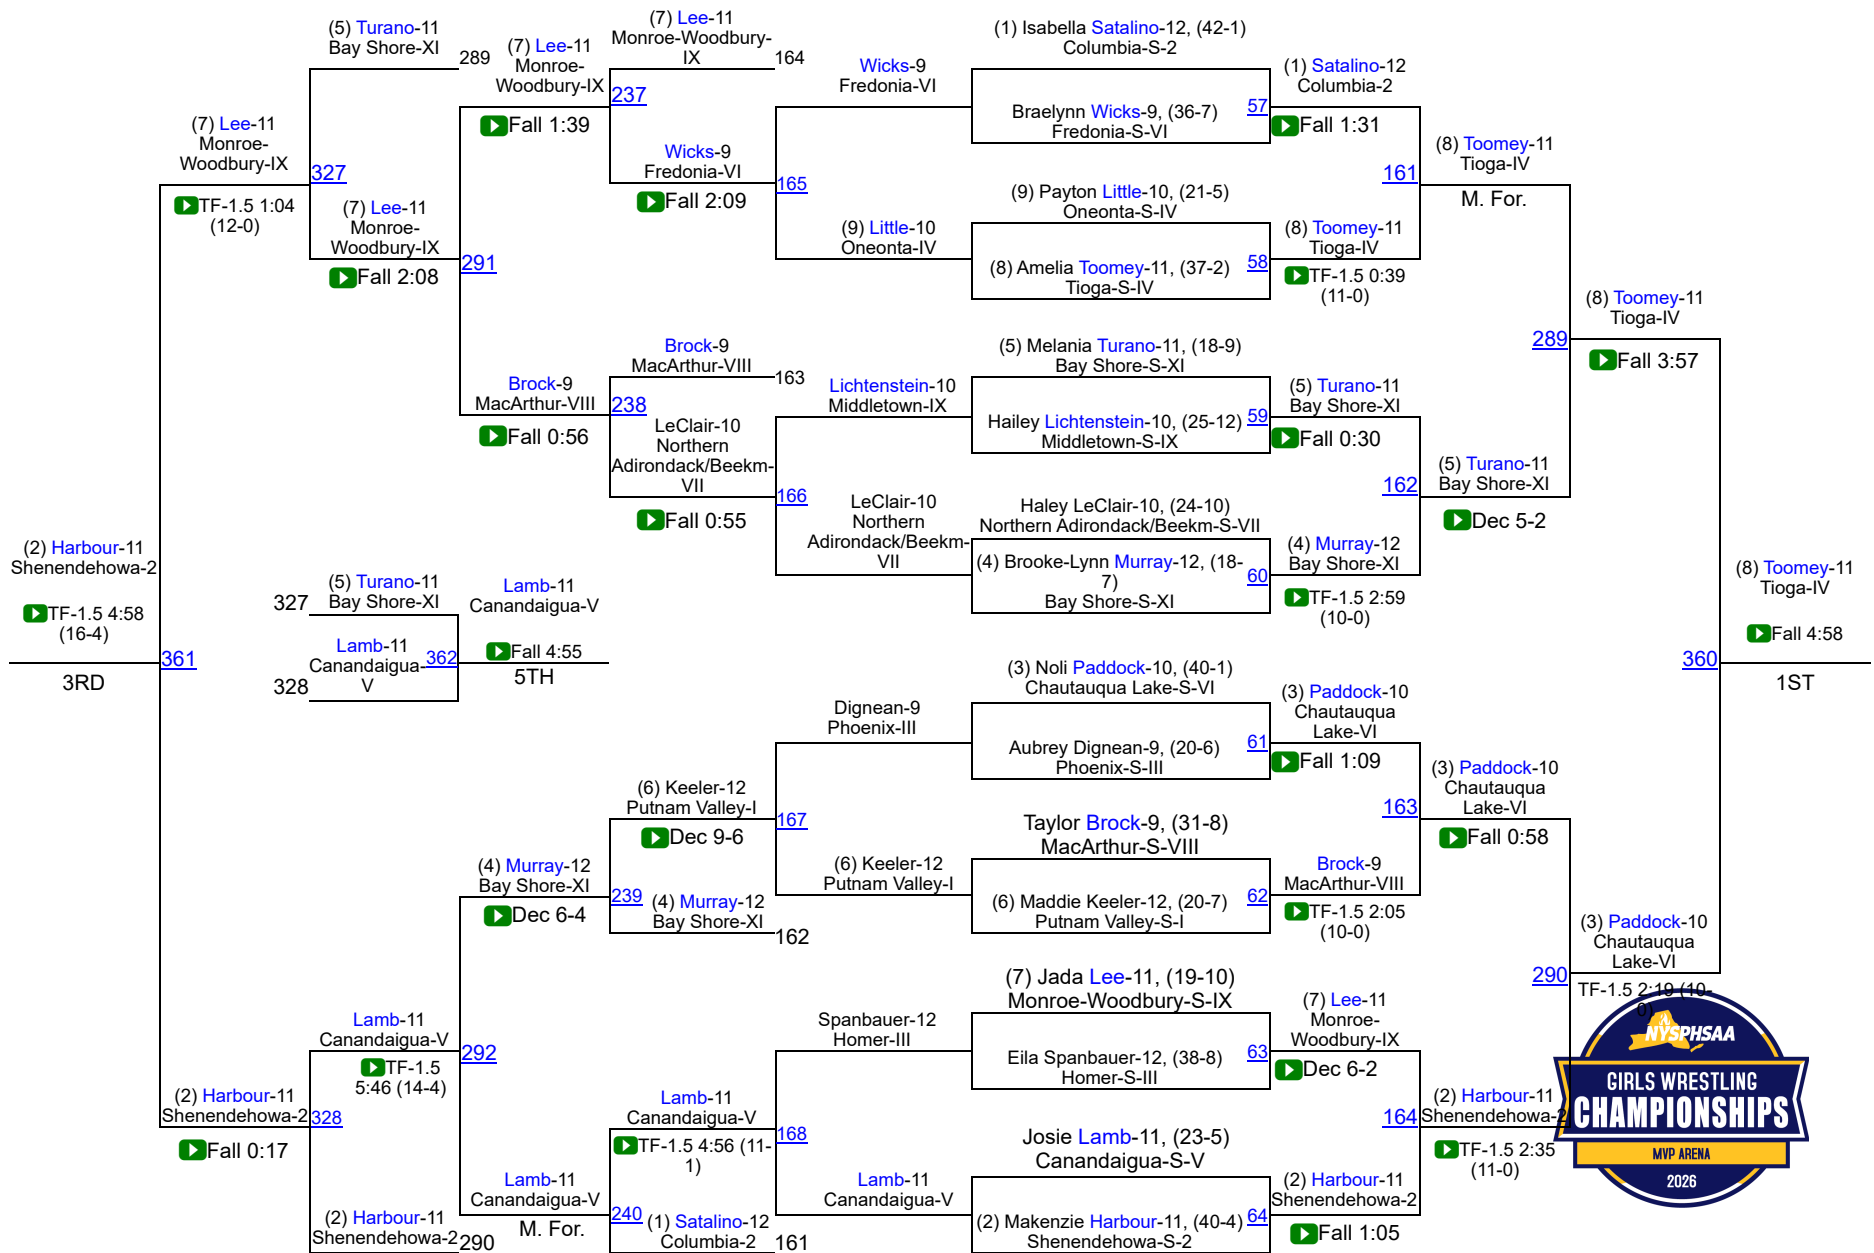 (5) Turano-11
Bay Shore-XI
289
(7) Lee-11
Monroe-
Woodbury-IX
327
TF-1.5 1:04
(12-0)
(7) Lee-11
Monroe-
Woodbury-IX
Fall 2:08
(7) Lee-11
Monroe-
Woodbury-IX
237
Fall 1:39
291
(7) Lee-11
Monroe-Woodbury-
IX
164
Wicks-9
Fredonia-VI
165
Fall 2:09
Brock-9
MacArthur-VIII
238
Fall 0:56
Brock-9
MacArthur-VIII
163
LeClair-10
Northern
Adirondack/Beekm-
VII
166
Fall 0:55
Wicks-9
Fredonia-VI
(9) Little-10
Oneonta-IV
Lichtenstein-10
Middletown-IX
LeClair-10
Northern
Adirondack/Beekm-
VII
(1) Isabella Satalino-12, (42-1)
Columbia-S-2
Braelynn Wicks-9, (36-7)
Fredonia-S-VI
57
(9) Payton Little-10, (21-5)
Oneonta-S-IV
(8) Amelia Toomey-11, (37-2)
Tioga-S-IV
58
(5) Melania Turano-11, (18-9)
Bay Shore-S-XI
Hailey Lichtenstein-10, (25-12)
Middletown-S-IX
59
Haley LeClair-10, (24-10)
Northern Adirondack/Beekm-S-VII
(4) Brooke-Lynn Murray-12, (18-
7)
Bay Shore-S-XI
60
(1) Satalino-12
Columbia-2
Fall 1:31
161
(8) Toomey-11
Tioga-IV
TF-1.5 0:39
(11-0)
(5) Turano-11
Bay Shore-XI
Fall 0:30
162
(4) Murray-12
Bay Shore-XI
TF-1.5 2:59
(10-0)
(8) Toomey-11
Tioga-IV
M. For.
289
(5) Turano-11
Bay Shore-XI
Dec 5-2
(8) Toomey-11
Tioga-IV
Fall 3:57
(8) Toomey-11
Tioga-IV
Fall 4:58
360
1ST
(2) Harbour-11
Shenendehowa-2
TF-1.5 4:58
(16-4)
361
3RD
327
(5) Turano-11
Bay Shore-XI
328
Lamb-11
Canandaigua-
V
362
Lamb-11
Canandaigua-V
Fall 4:55
5TH
Dignean-9
Phoenix-III
(6) Keeler-12
Putnam Valley-I
167
Dec 9-6
(6) Keeler-12
Putnam Valley-I
(4) Murray-12
Bay Shore-XI
239
Dec 6-4
(4) Murray-12
Bay Shore-XI
162
Lamb-11
Canandaigua-V
292
TF-1.5
5:46 (14-4)
(2) Harbour-11
Shenendehowa-2
328
Fall 0:17
(2) Harbour-11
Shenendehowa-2
290
Lamb-11
Canandaigua-V
240
M. For.
Lamb-11
Canandaigua-V
168
TF-1.5 4:56 (11-
1)
(1) Satalino-12
Columbia-2
161
Spanbauer-12
Homer-III
Lamb-11
Canandaigua-V
(3) Noli Paddock-10, (40-1)
Chautauqua Lake-S-VI
Aubrey Dignean-9, (20-6)
Phoenix-S-III
61
Taylor Brock-9, (31-8)
MacArthur-S-VIII
(6) Maddie Keeler-12, (20-7)
Putnam Valley-S-I
62
(7) Jada Lee-11, (19-10)
Monroe-Woodbury-S-IX
Eila Spanbauer-12, (38-8)
Homer-S-III
63
Josie Lamb-11, (23-5)
Canandaigua-S-V
(2) Makenzie Harbour-11, (40-4)
Shenendehowa-S-2
64
(3) Paddock-10
Chautauqua
Lake-VI
Fall 1:09
163
Brock-9
MacArthur-VIII
TF-1.5 2:05
(10-0)
(7) Lee-11
Monroe-
Woodbury-IX
Dec 6-2
164
(2) Harbour-11
Shenendehowa-2
Fall 1:05
(3) Paddock-10
Chautauqua
Lake-VI
Fall 0:58
290
(2) Harbour-11
Shenendehowa-2
TF-1.5 2:35
(11-0)
(3) Paddock-10
Chautauqua
Lake-VI
TF-1.5 2:19 (10-
0)
NYSPHSAA
GIRLS WRESTLING
CHAMPIONSHIPS
MVP ARENA
2026